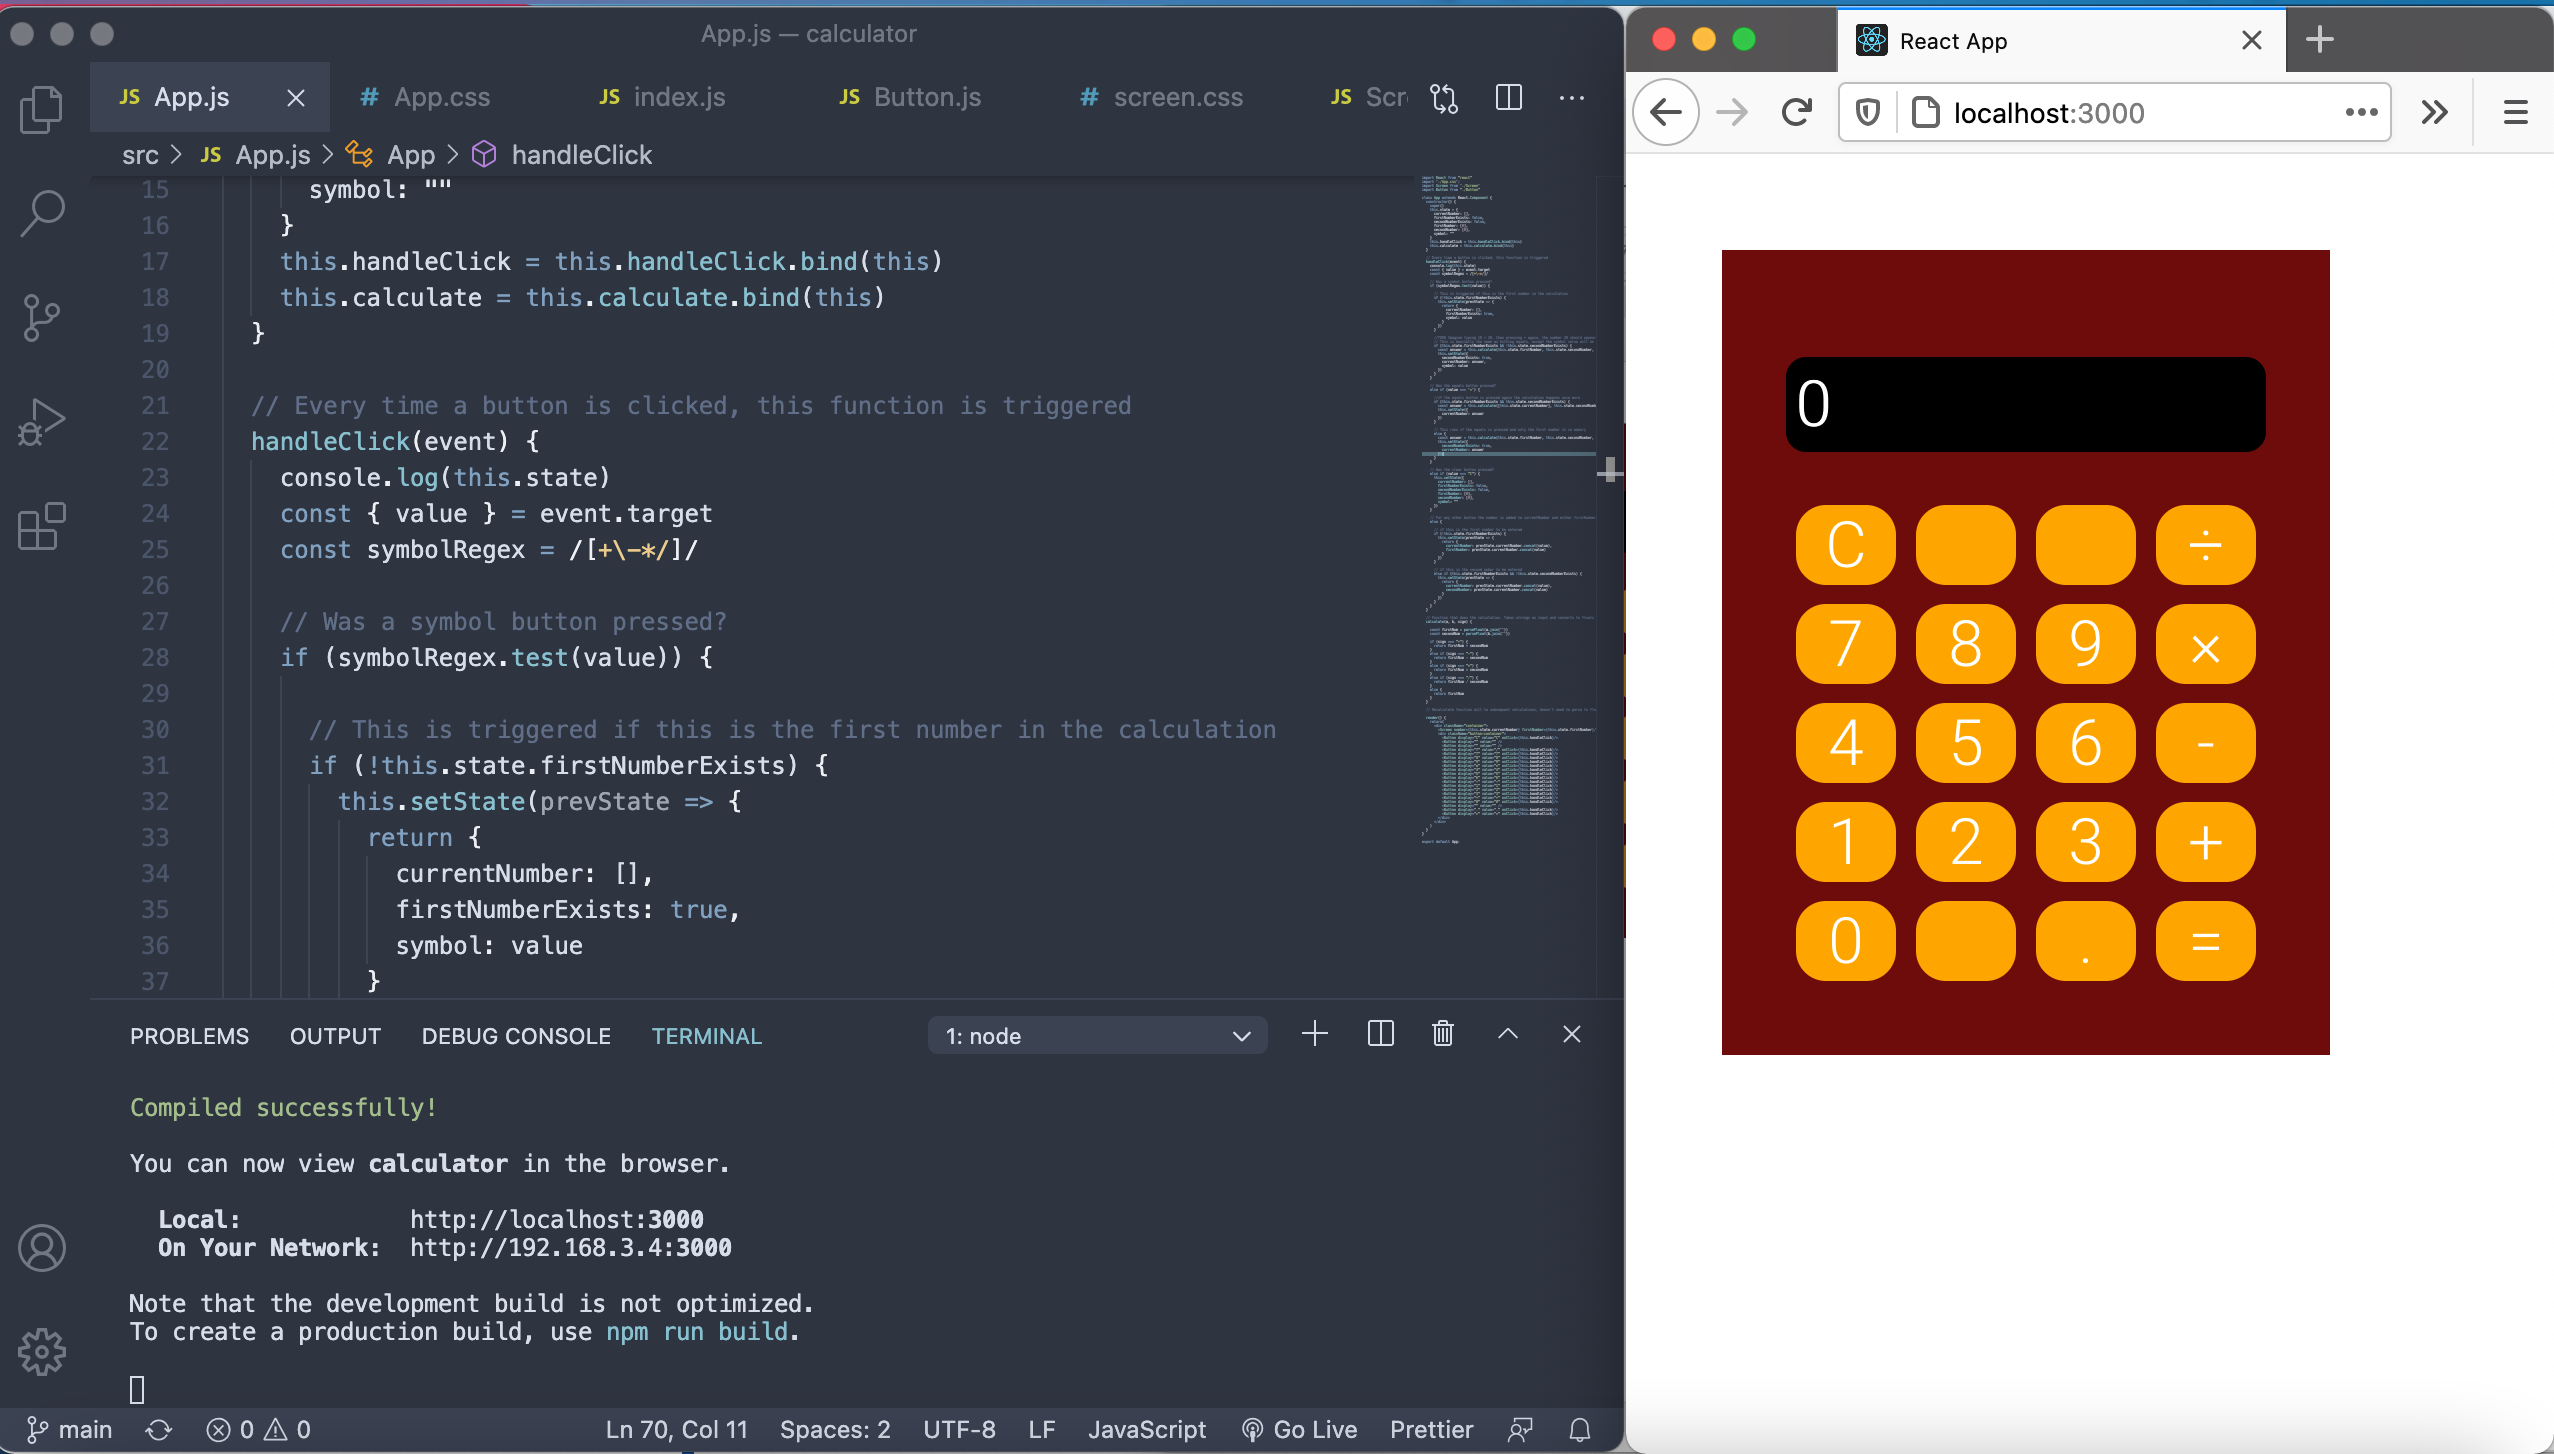 App.js — calculator
JS App.js
# App.css
JS index.js
JS Button.js
# screen.css
JS Scr
src > JS App.js > App > handleClick
15 symbol: ""
16 }
17 this.handleClick = this.handleClick.bind(this)
18 this.calculate = this.calculate.bind(this)
19 }
20
21 // Every time a button is clicked, this function is triggered
22 handleClick(event) {
23 console.log(this.state)
24 const { value } = event.target
25 const symbolRegex = /[+\-*/]/
26
27 // Was a symbol button pressed?
28 if (symbolRegex.test(value)) {
29
30 // This is triggered if this is the first number in the calculation
31 if (!this.state.firstNumberExists) {
32 this.setState(prevState => {
33 return {
34 currentNumber: [],
35 firstNumberExists: true,
36 symbol: value
37 }
PROBLEMS OUTPUT DEBUG CONSOLE TERMINAL 1: node
Compiled successfully!
You can now view calculator in the browser.
Local: http://localhost:3000
On Your Network: http://192.168.3.4:3000
Note that the development build is not optimized.
To create a production build, use npm run build.
main 0 0 Ln 70, Col 11 Spaces: 2 UTF-8 LF JavaScript Go Live Prettier
React App
localhost:3000
0
C ÷
7 8 9 ×
4 5 6 -
1 2 3 +
0 . =